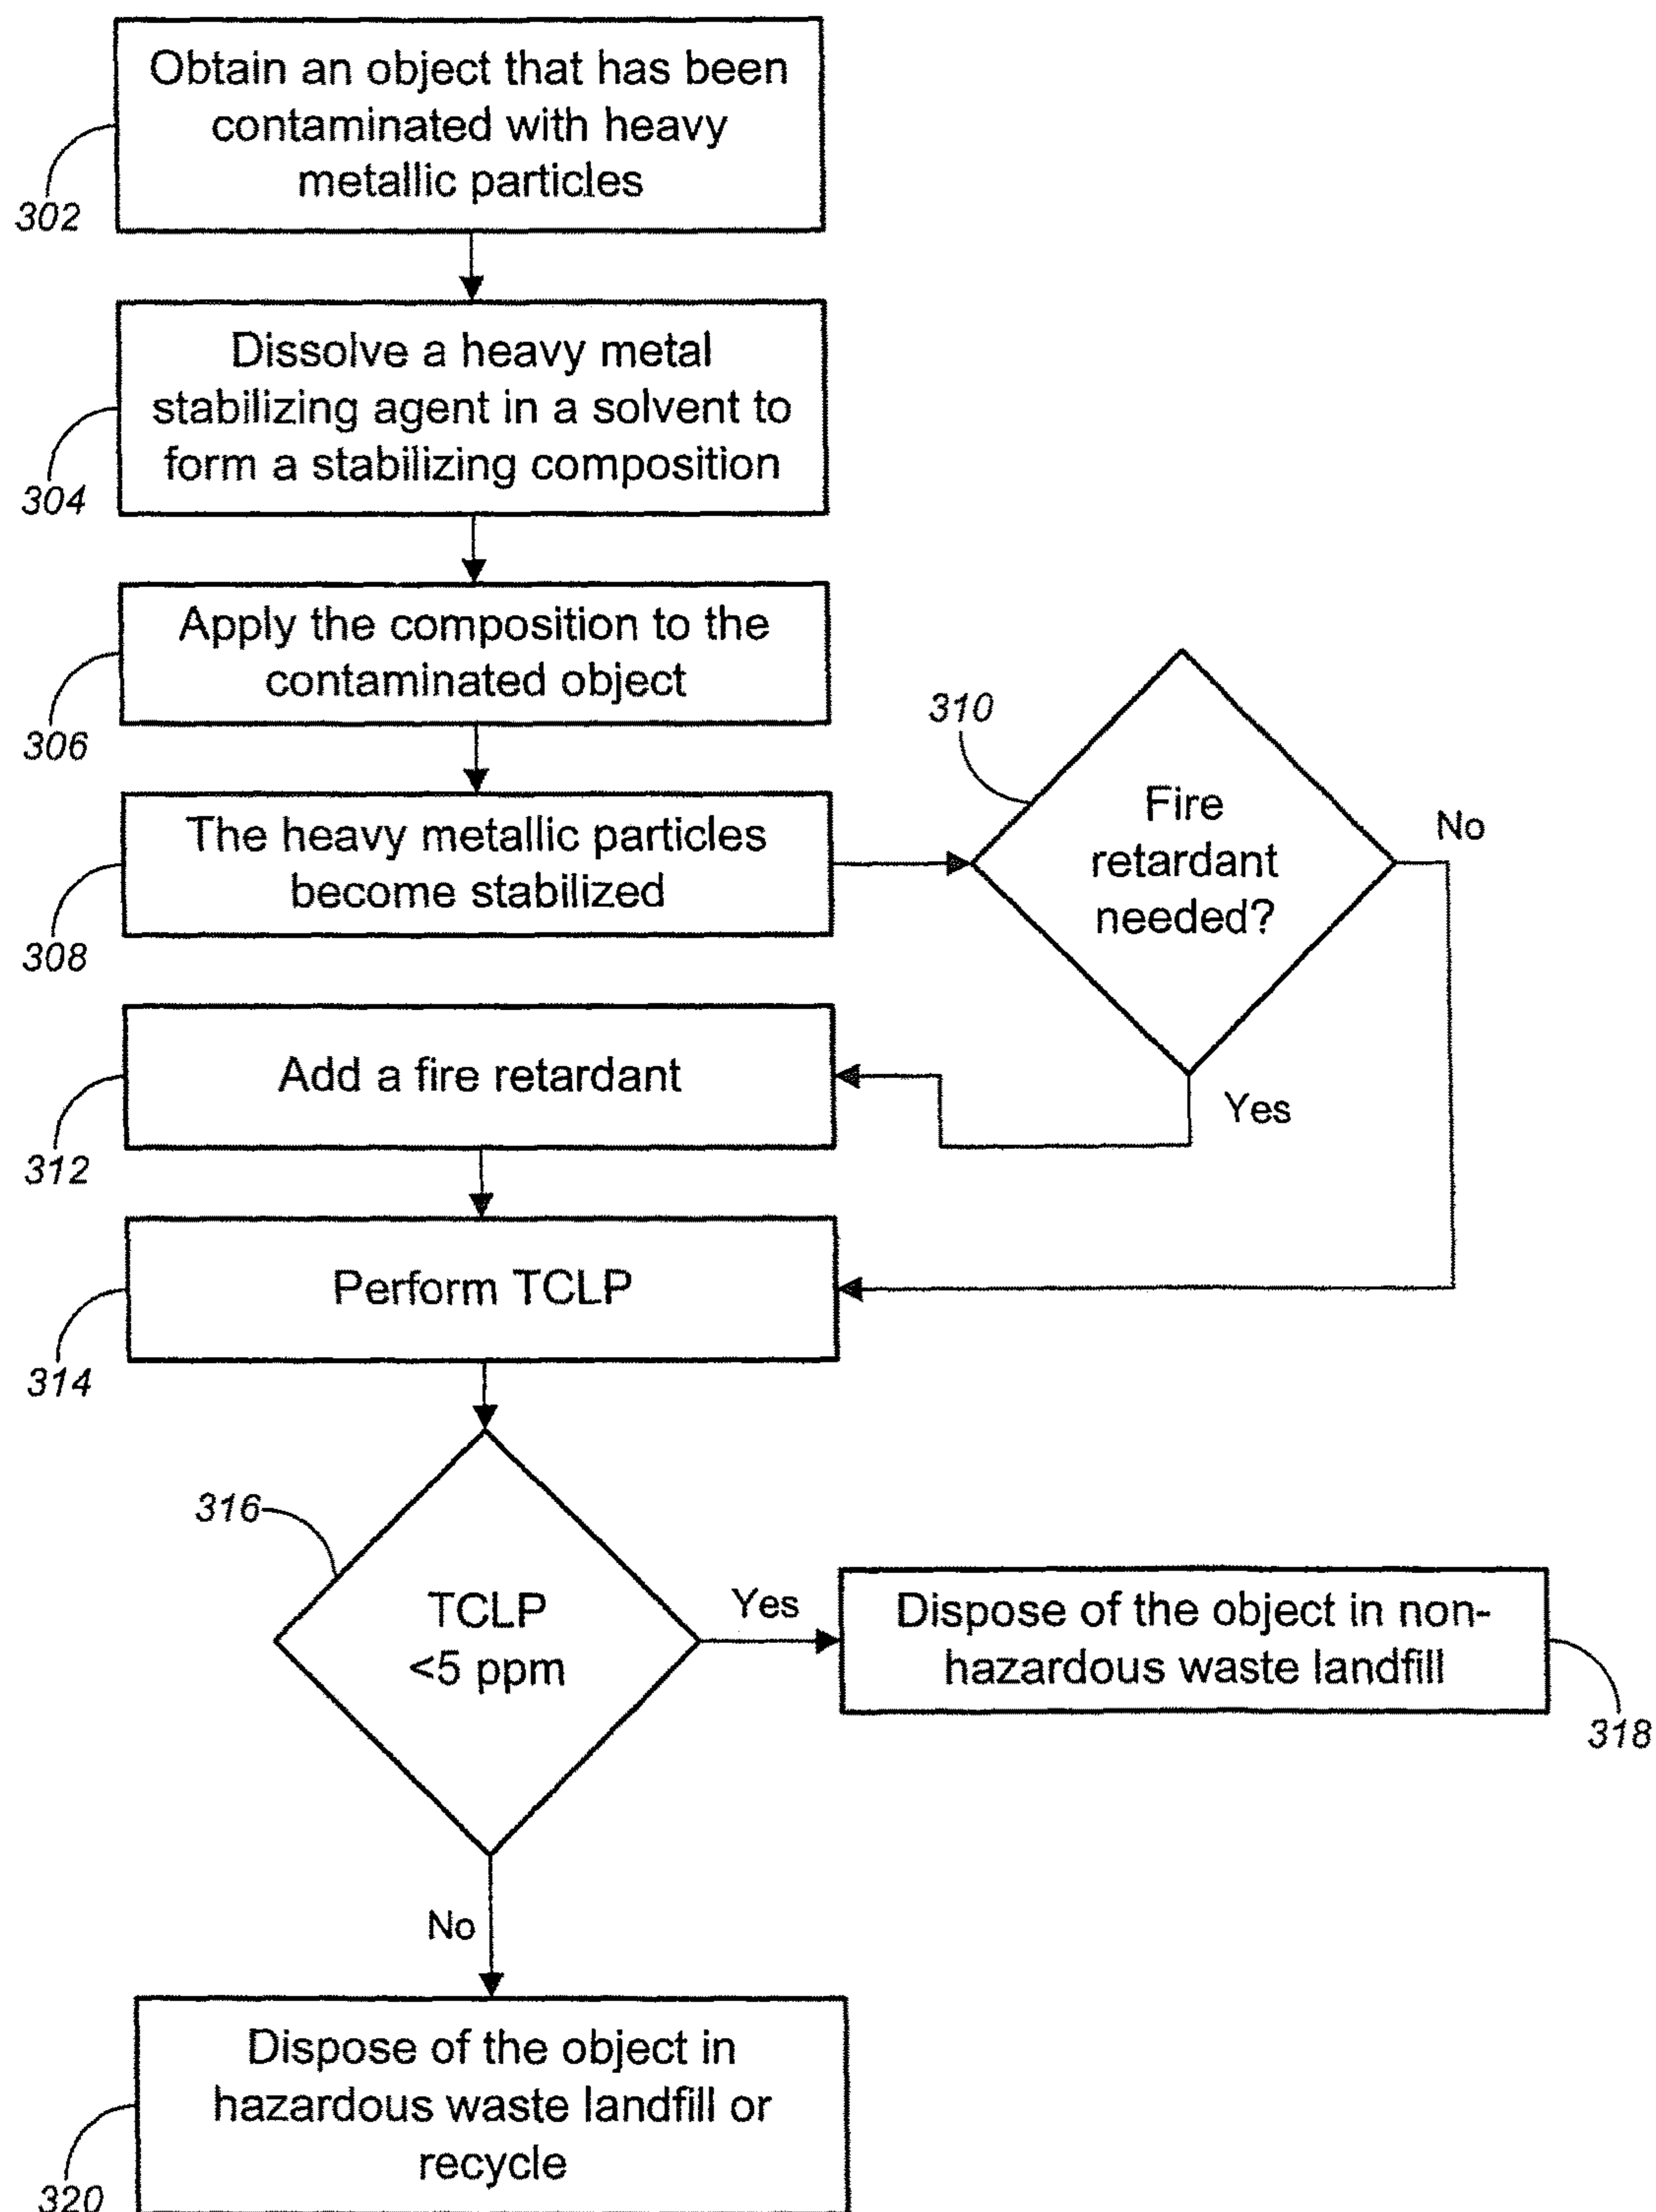 Obtain an object that has been
contaminated with heavy
metallic particles
302
Dissolve a heavy metal
stabilizing agent in a solvent to
form a stabilizing composition
304
Apply the composition to the
contaminated object
306
The heavy metallic particles
become stabilized
308
310
Fire
retardant
needed?
No
Yes
Add a fire retardant
312
Perform TCLP
314
316
TCLP
<5 ppm
Yes
Dispose of the object in non-
hazardous waste landfill
318
No
Dispose of the object in
hazardous waste landfill or
recycle
320